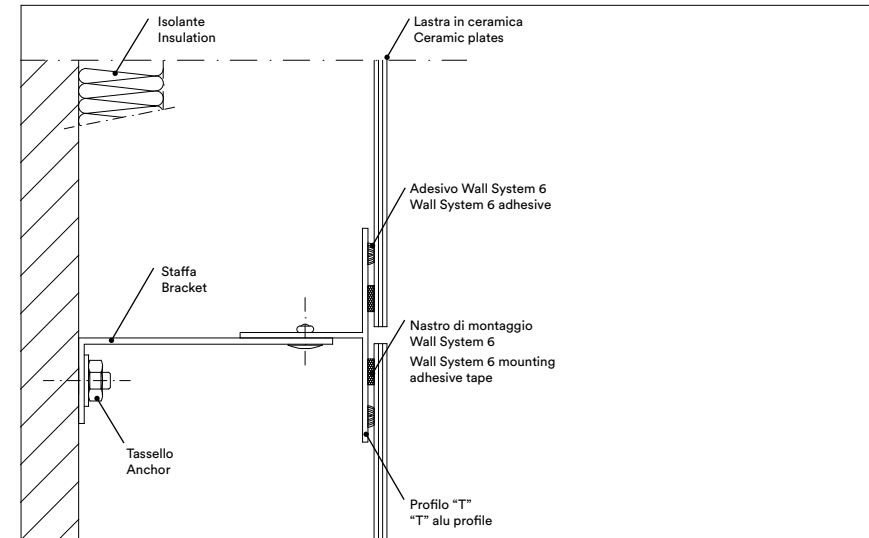 Isolante
Insulation
Lastra in ceramica
Ceramic plates
Adesivo Wall System 6
Wall System 6 adhesive
Staffa
Bracket
Nastro di montaggio
Wall System 6
Wall System 6 mounting
adhesive tape
Tassello
Anchor
Profilo “T”
“T” alu profile